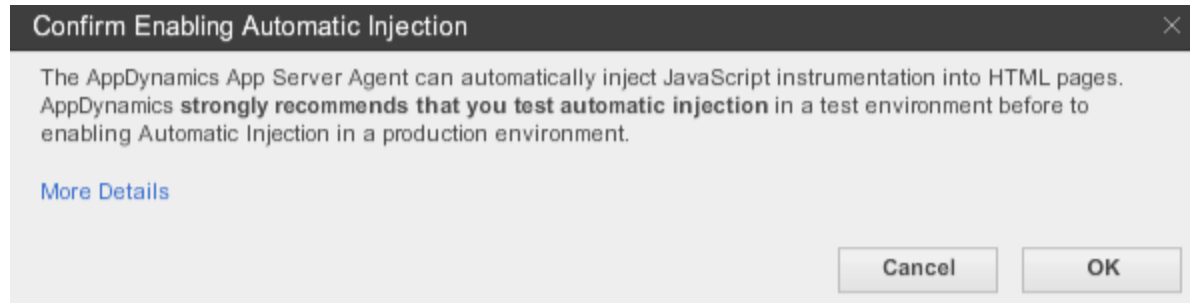 Confirm Enabling Automatic Injection
The AppDynamics App Server Agent can automatically inject JavaScript instrumentation into HTML pages.
AppDynamics strongly recommends that you test automatic injection in a test environment before to
enabling Automatic Injection in a production environment.
More Details
Cancel OK